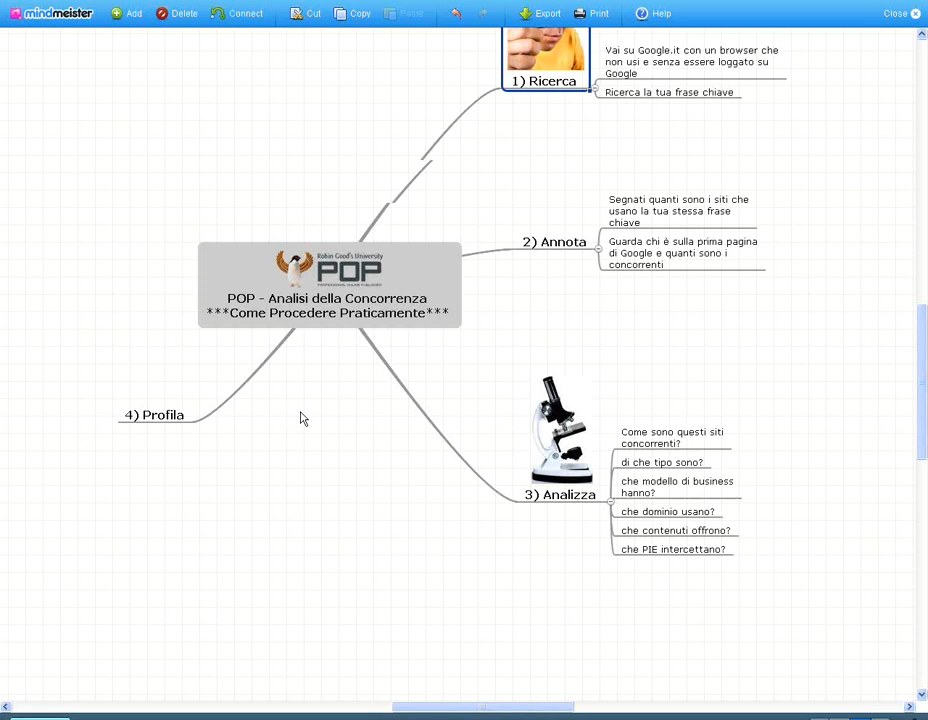 mindmeister Add Delete Connect Cut Copy Paste Export Print Help Close
Vai su Google.it con un browser che
non usi e senza essere loggato su
Google
1) Ricerca
Ricerca la tua frase chiave
Segnati quanti sono i siti che
usano la tua stessa frase
chiave
2) Annota
Guarda chi è sulla prima pagina
di Google e quanti sono i
concorrenti
Robin Good's University
POP
POP - Analisi della Concorrenza
***Come Procedere Praticamente***
4) Profila
Come sono questi siti
concorrenti?
di che tipo sono?
che modello di business
hanno?
3) Analizza
che dominio usano?
che contenuti offrono?
che PIE intercettano?